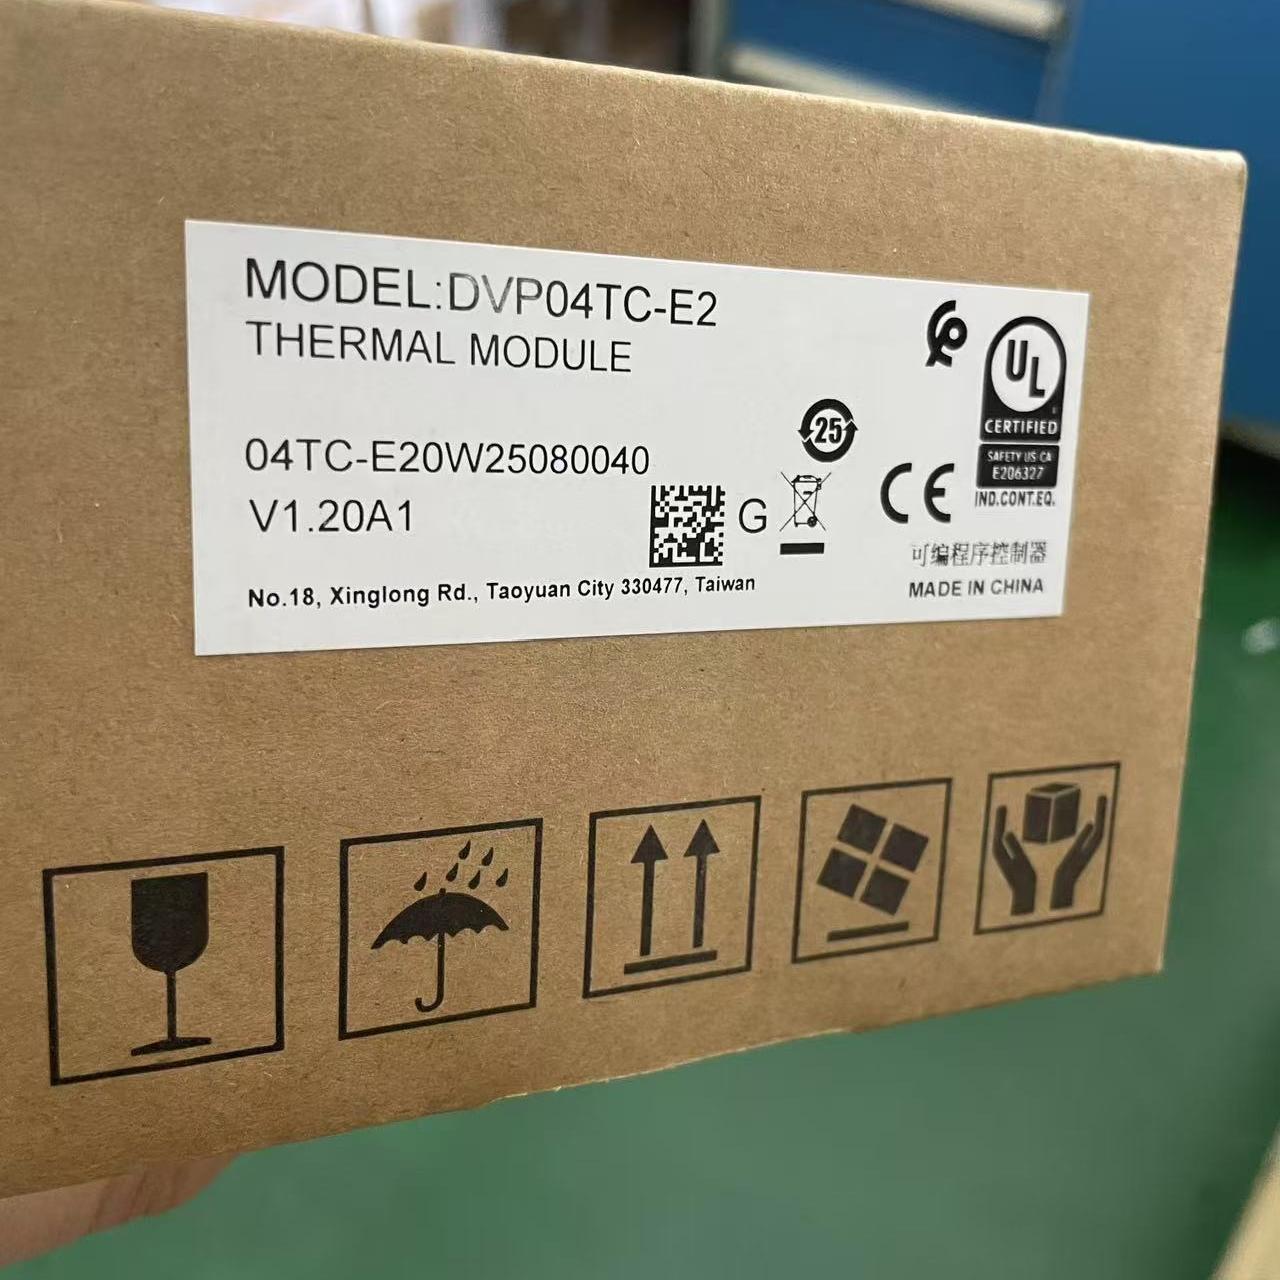 MODEL:DVP04TC-E2
THERMAL MODULE
04TC-E20W25080040
V1.20A1
25
G
CE
UL
CERTIFIED
SAFETY US CA
E206327
IND.CONT.EQ.
可编程序控制器
No.18, Xinglong Rd., Taoyuan City 330477, Taiwan
MADE IN CHINA